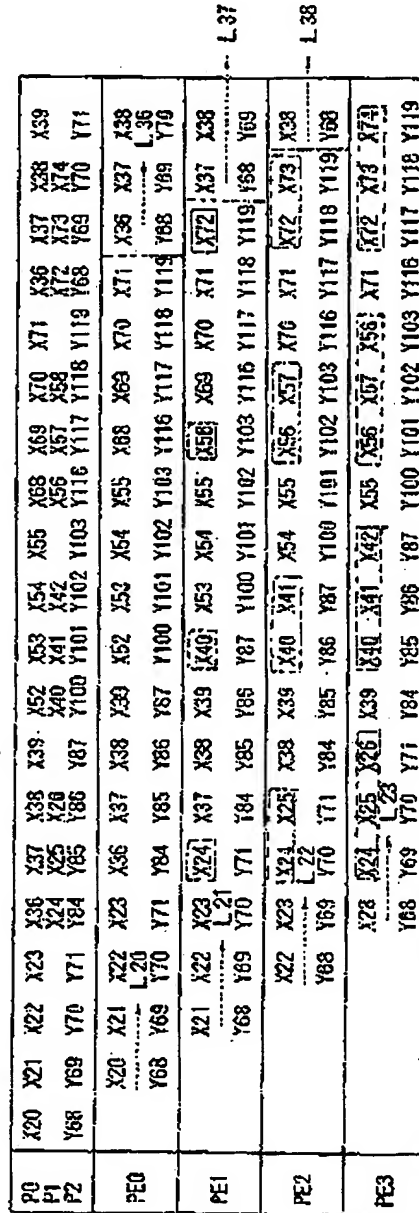 P0 X20 X21 X22 X23 X36 X37 X38 X39 X52 X53 X54 X55 X68 X69 X70 X71 X36 X37 X38 X39
P1 X24 X25 X26 X40 X41 X42 X56 X57 X58 X72 X73 X74
P2 Y68 Y69 Y70 Y71 Y84 Y85 Y86 Y87 Y100 Y101 Y102 Y103 Y116 Y117 Y118 Y119 Y68 Y69 Y70 Y71
X20 X21 X22 X23 X36 X37 X38 X39 X52 X53 X54 X55 X68 X69 X70 X71 X36 X37 X38
PE0 L20 L36
Y68 Y69 Y70 Y71 Y84 Y85 Y86 Y87 Y100 Y101 Y102 Y103 Y116 Y117 Y118 Y119 Y68 Y69 Y70
X21 X22 X23 X24 X37 X38 X39 X40 X53 X54 X55 X56 X69 X70 X71 X72 X37 X38
PE1 L21 L37
Y68 Y69 Y70 Y71 Y84 Y85 Y86 Y87 Y100 Y101 Y102 Y103 Y116 Y117 Y118 Y119 Y68 Y69
X22 X23 X24 X25 X38 X39 X40 X41 X54 X55 X56 X57 X70 X71 X72 X73 X38
PE2 L22 L38
Y68 Y69 Y70 Y71 Y84 Y85 Y86 Y87 Y100 Y101 Y102 Y103 Y116 Y117 Y118 Y119 Y68
X23 X24 X25 X26 X39 X40 X41 X42 X55 X56 X57 X58 X71 X72 X73 X74
PE3 L23
Y68 Y69 Y70 Y71 Y84 Y85 Y86 Y87 Y100 Y101 Y102 Y103 Y116 Y117 Y118 Y119